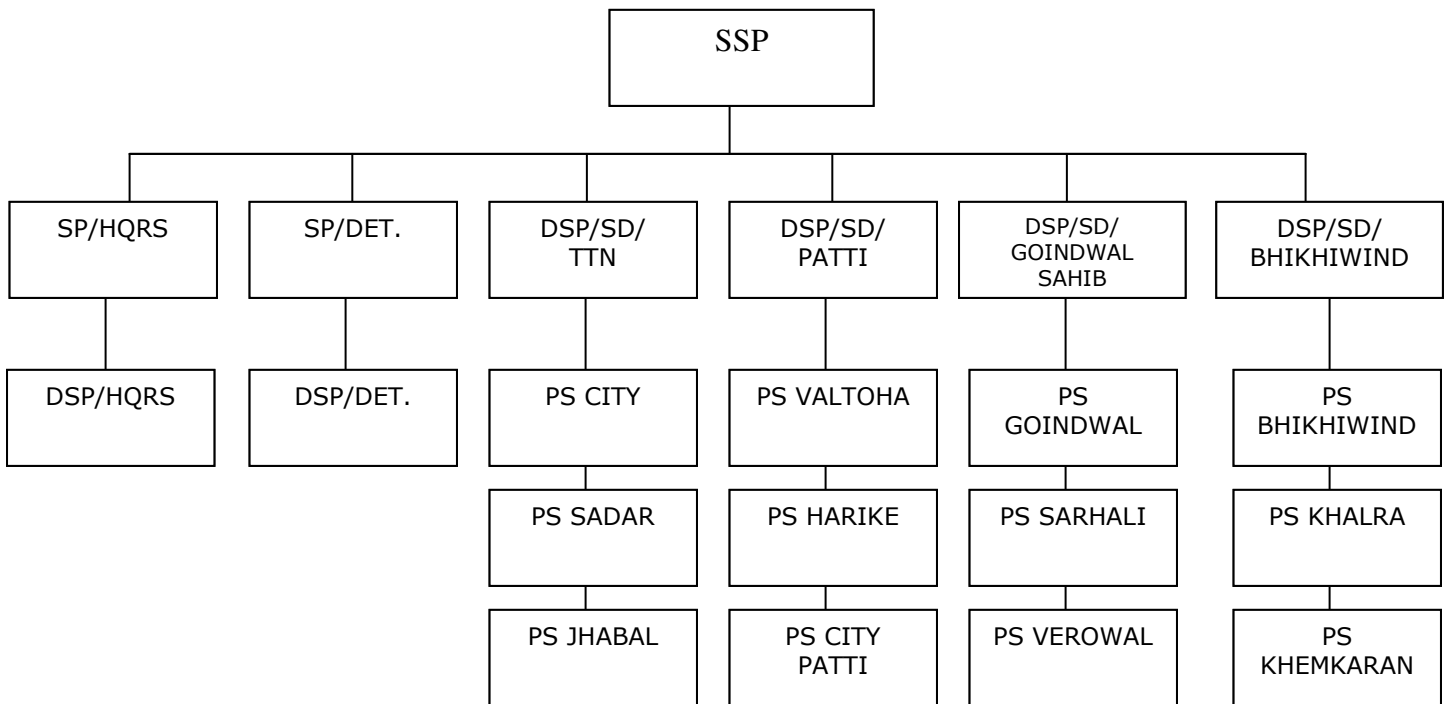 SSP
SP/HQRS
SP/DET.
DSP/SD/
TTN
DSP/SD/
PATTI
DSP/SD/
GOINDWAL
SAHIB
DSP/SD/
BHIKHIWIND
DSP/HQRS
DSP/DET.
PS CITY
PS VALTOHA
PS
GOINDWAL
PS
BHIKHIWIND
PS SADAR
PS HARIKE
PS SARHALI
PS KHALRA
PS JHABAL
PS CITY
PATTI
PS VEROWAL
PS
KHEMKARAN